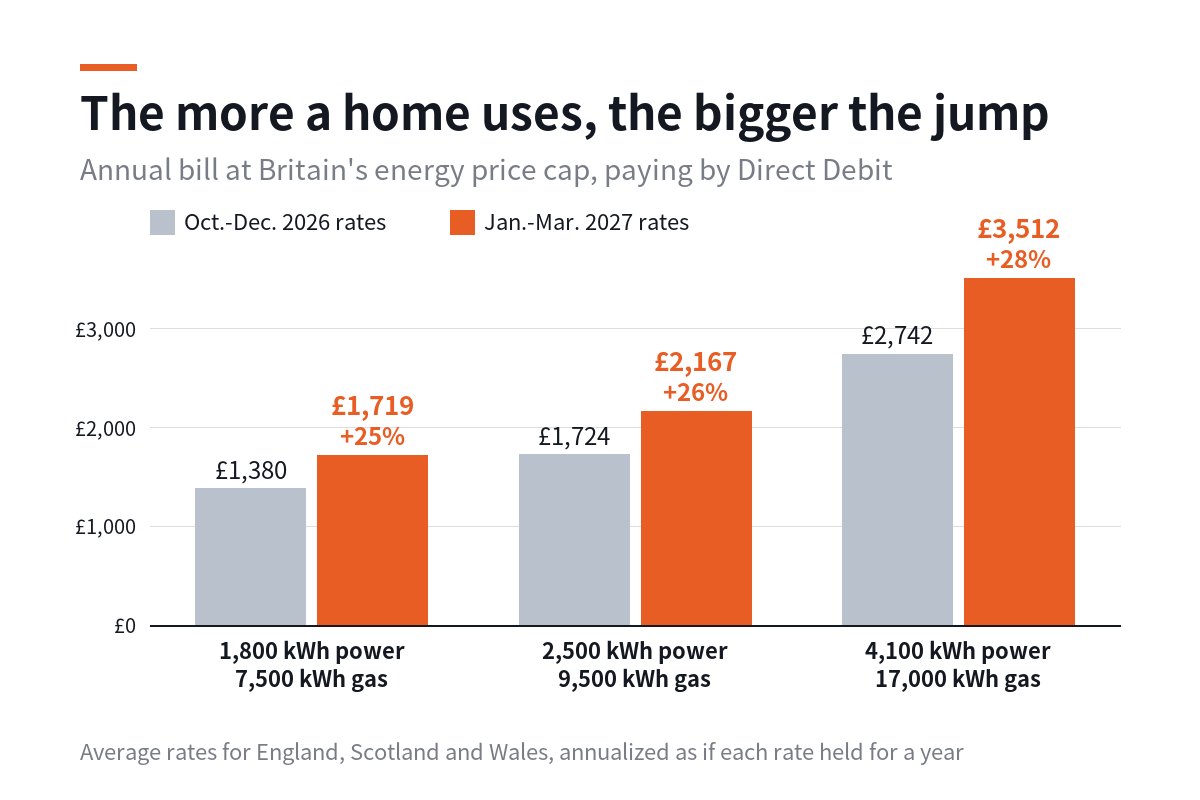 The more a home uses, the bigger the jump
Annual bill at Britain's energy price cap, paying by Direct Debit
Oct.-Dec. 2026 rates
Jan.-Mar. 2027 rates
£3,512
+28%
£3,000
£2,742
£2,167
+26%
£1,719
+25%
£2,000
£1,724
£1,380
£1,000
£0
1,800 kWh power
7,500 kWh gas
2,500 kWh power
9,500 kWh gas
4,100 kWh power
17,000 kWh gas
Average rates for England, Scotland and Wales, annualized as if each rate held for a year